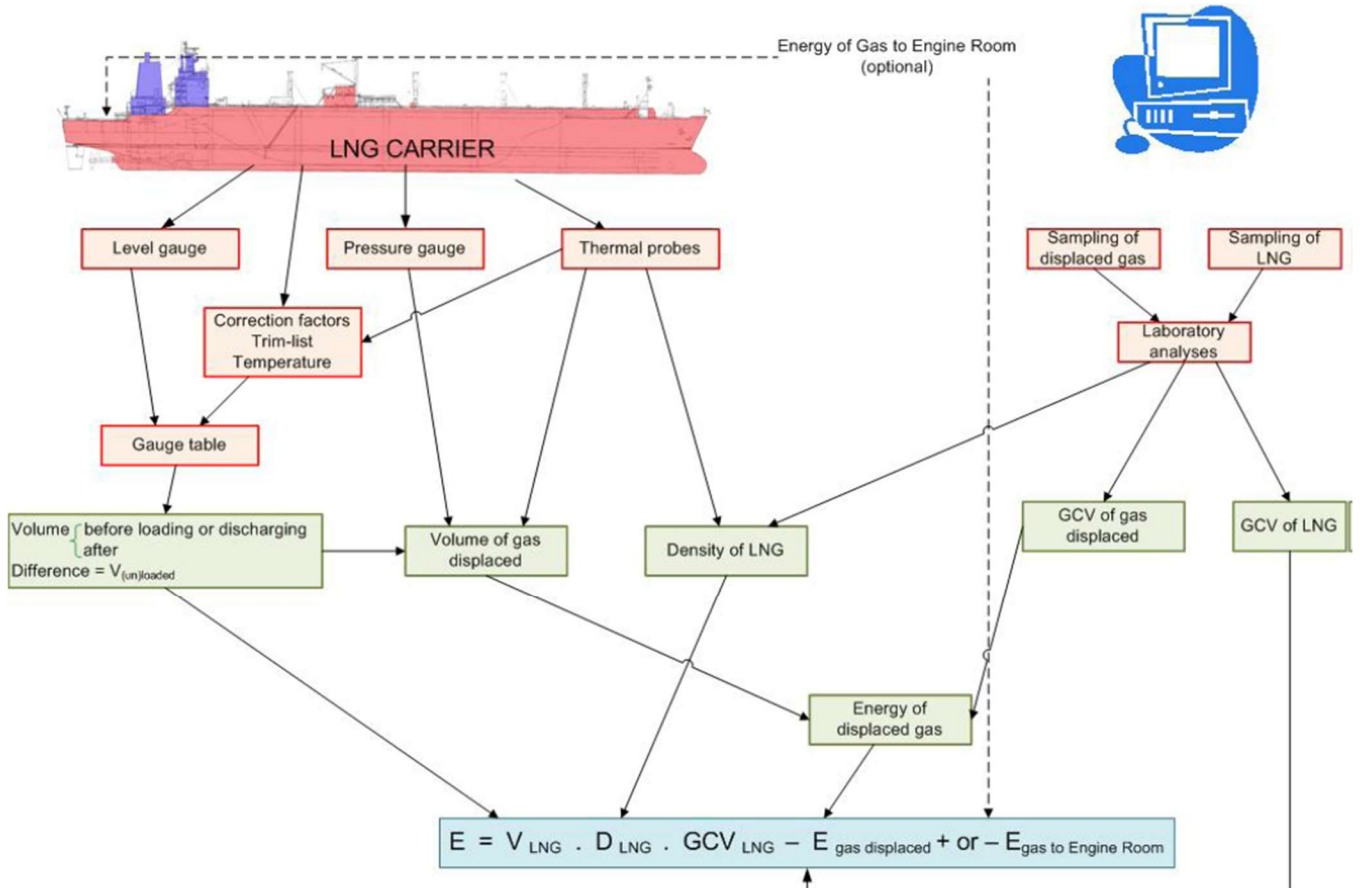 Energy of Gas to Engine Room
(optional)
LNG CARRIER
Level gauge
Pressure gauge
Thermal probes
Sampling of
displaced gas
Sampling of
LNG
Correction factors
Trim-list
Temperature
Laboratory
analyses
Gauge table
Volume { before loading or discharging
after
Difference = V(un)loaded
Volume of gas
displaced
Density of LNG
GCV of gas
displaced
GCV of LNG
Energy of
displaced gas
E = V LNG . D LNG . GCV LNG – E gas displaced + or – E gas to Engine Room